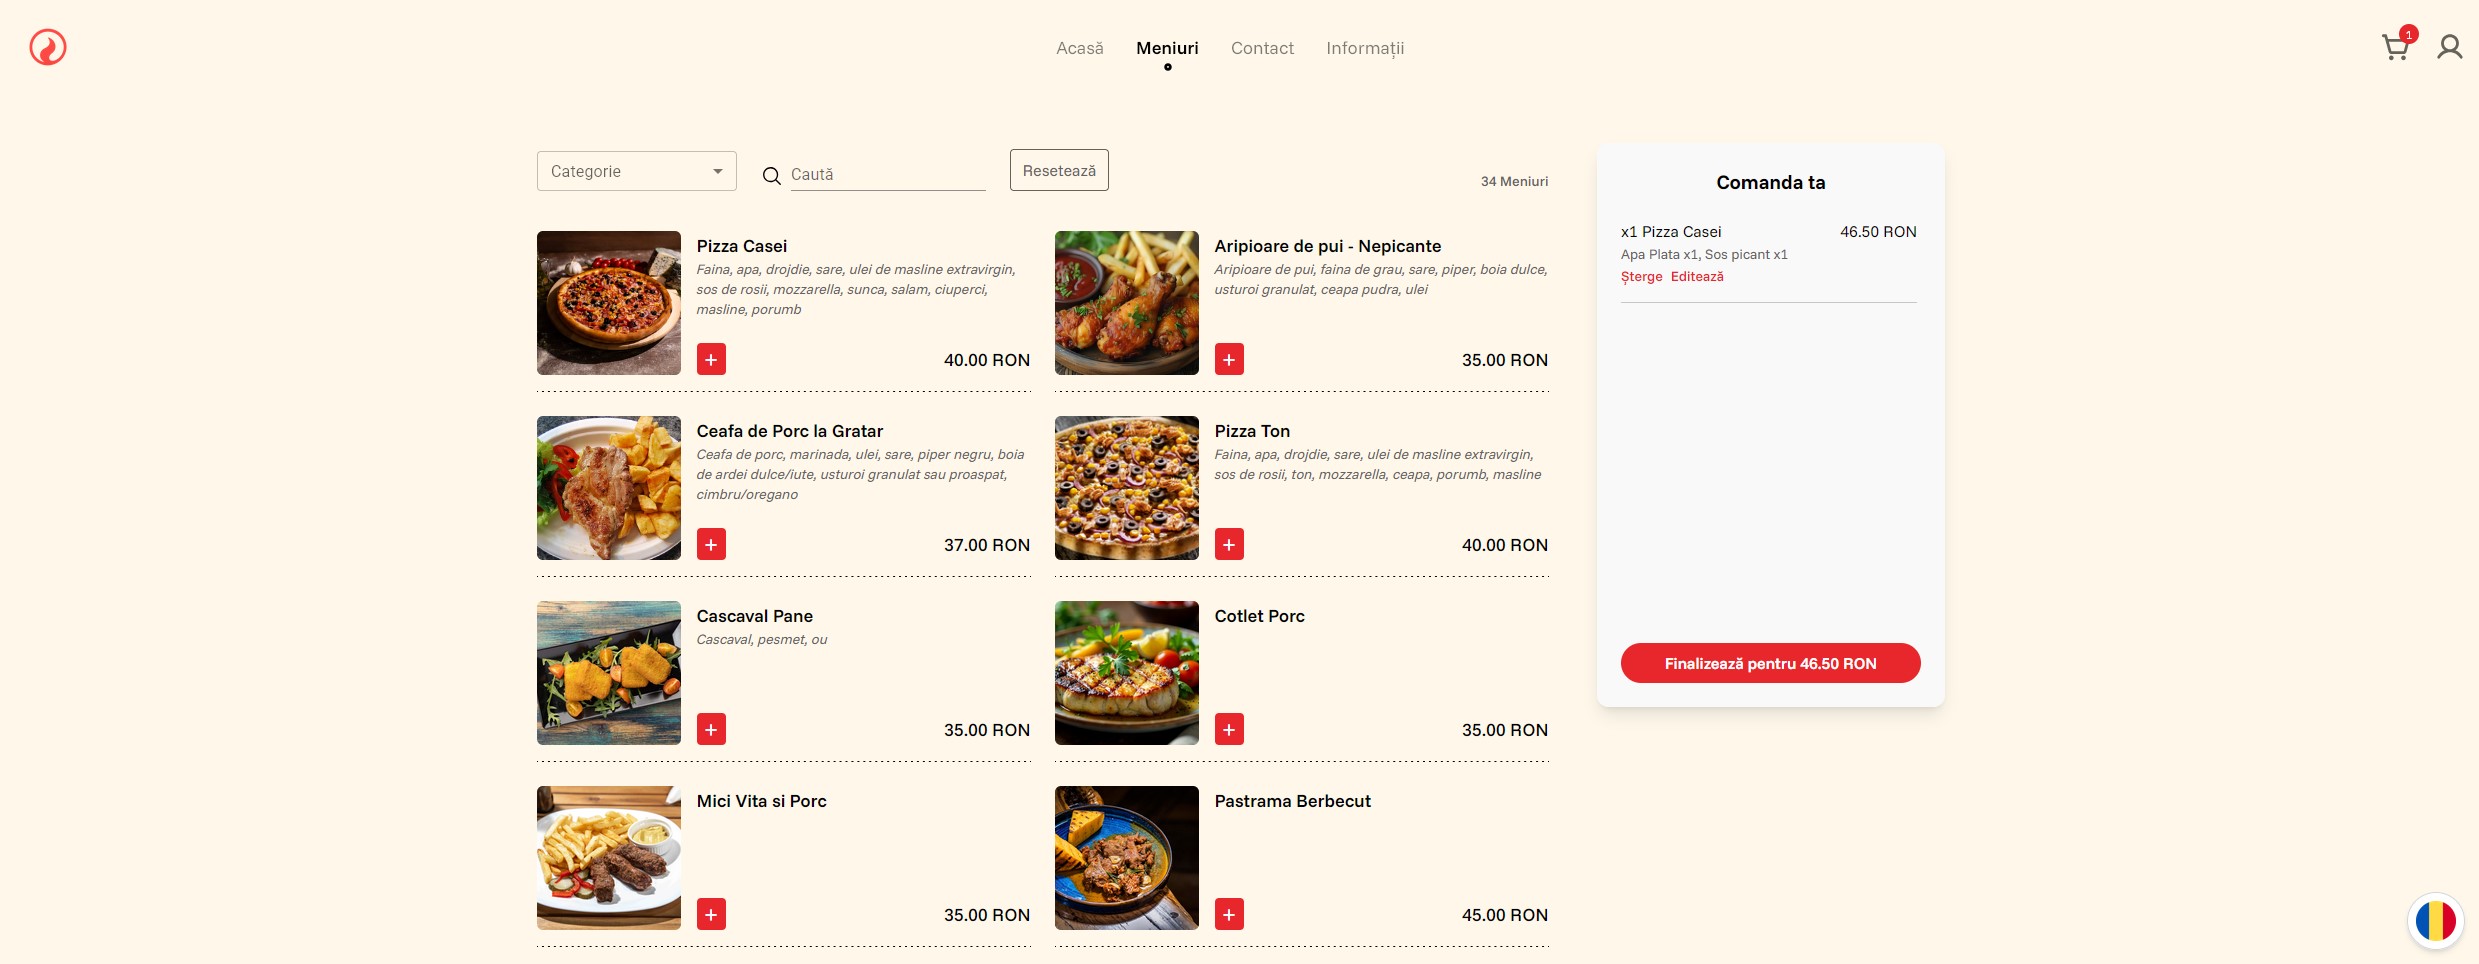 Acasă
Meniuri
Contact
Informații
1
Categorie
Caută
Resetează
34 Meniuri
Pizza Casei
Faina, apa, drojdie, sare, ulei de masline extravirgin,
sos de rosii, mozzarella, sunca, salam, ciuperci,
masline, porumb
+
40.00 RON
Aripioare de pui - Nepicante
Aripioare de pui, faina de grau, sare, piper, boia dulce,
usturoi granulat, ceapa pudra, ulei
+
35.00 RON
Ceafa de Porc la Gratar
Ceafa de porc, marinada, ulei, sare, piper negru, boia
de ardei dulce/iute, usturoi granulat sau proaspat,
cimbru/oregano
+
37.00 RON
Pizza Ton
Faina, apa, drojdie, sare, ulei de masline extravirgin,
sos de rosii, ton, mozzarella, ceapa, porumb, masline
+
40.00 RON
Cascaval Pane
Cascaval, pesmet, ou
+
35.00 RON
Cotlet Porc
+
35.00 RON
Mici Vita si Porc
+
35.00 RON
Pastrama Berbecut
+
45.00 RON
Comanda ta
x1 Pizza Casei 46.50 RON
Apa Plata x1, Sos picant x1
Șterge Editează
Finalizează pentru 46.50 RON